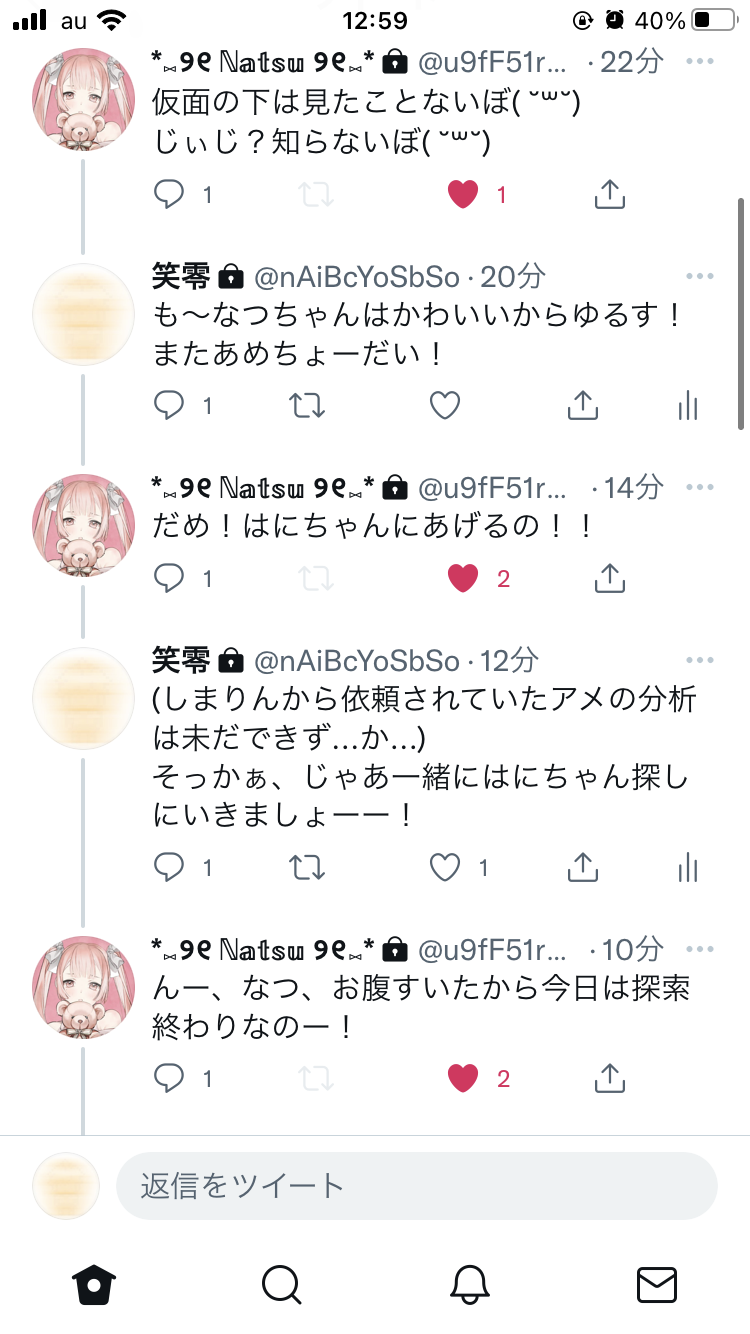 au 12:59 40%
*⑅୨୧ ℕ𝕒𝕥𝕤𝕦 ୨୧⑅* @u9fF51r... ·22分
仮面の下は見たことないぼ( ˘ω˘)
じぃじ？知らないぼ( ˘ω˘)
1 1
笑零 @nAiBcYoSbSo·20分
も〜なつちゃんはかわいいからゆるす！
またあめちょーだい！
1
*⑅୨୧ ℕ𝕒𝕥𝕤𝕦 ୨୧⑅* @u9fF51r... ·14分
だめ！はにちゃんにあげるの！！
1 2
笑零 @nAiBcYoSbSo·12分
(しまりんから依頼されていたアメの分析
は未だできず...か...)
そっかぁ、じゃあ一緒にはにちゃん探し
にいきましょーー！
1 1
*⑅୨୧ ℕ𝕒𝕥𝕤𝕦 ୨୧⑅* @u9fF51r... ·10分
んー、なつ、お腹すいたから今日は探索
終わりなのー！
1 2
返信をツイート